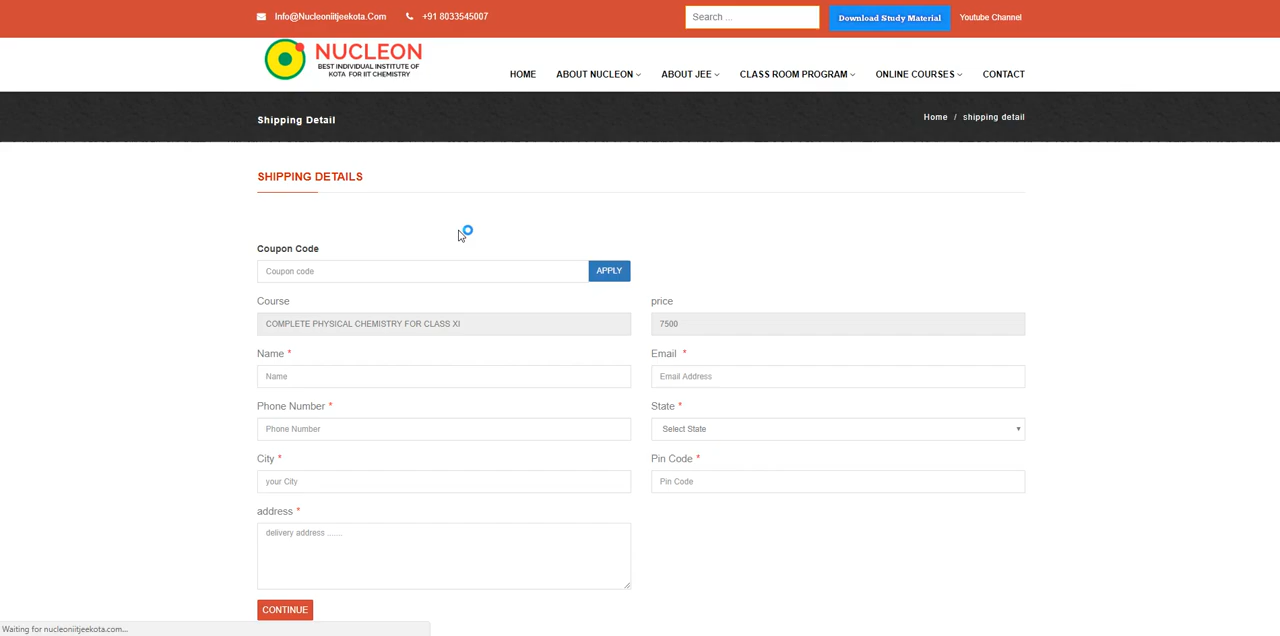 Info@Nucleoniitjeekota.Com +91 8033545007 Search ... Download Study Material Youtube Channel
NUCLEON
BEST INDIVIDUAL INSTITUTE OF
KOTA FOR IIT CHEMISTRY
HOME ABOUT NUCLEON ABOUT JEE CLASS ROOM PROGRAM ONLINE COURSES CONTACT
Shipping Detail Home / shipping detail
SHIPPING DETAILS
Coupon Code
Coupon code APPLY
Course price
COMPLETE PHYSICAL CHEMISTRY FOR CLASS XI 7500
Name * Email *
Name Email Address
Phone Number * State *
Phone Number Select State
City * Pin Code *
your City Pin Code
address *
delivery address .......
CONTINUE
Waiting for nucleoniitjeekota.com...